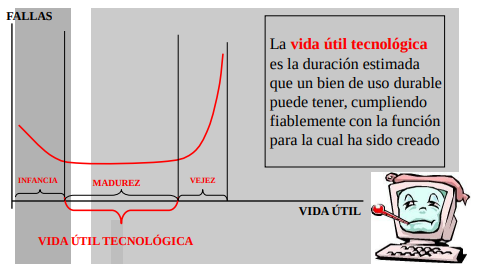 FALLAS
La vida útil tecnológica
es la duración estimada
que un bien de uso durable
puede tener, cumpliendo
fiablemente con la función
para la cual ha sido creado
INFANCIA
MADUREZ
VEJEZ
VIDA ÚTIL
VIDA ÚTIL TECNOLÓGICA